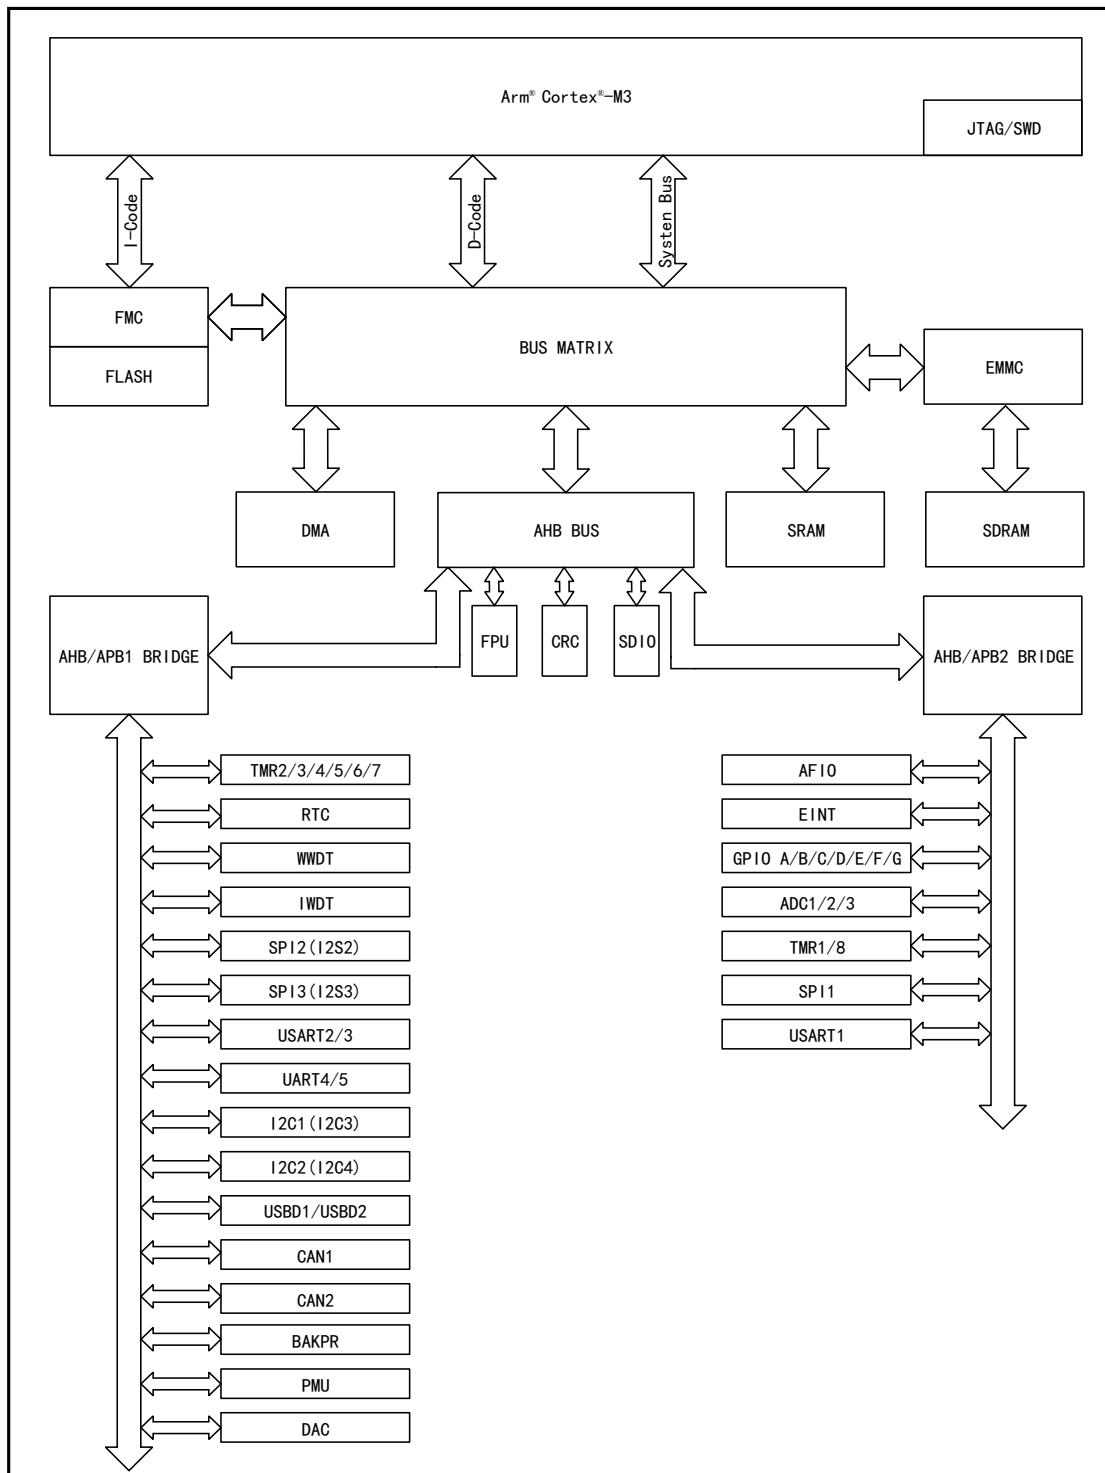 Arm® Cortex®-M3
JTAG/SWD
I-Code
D-Code
Systen Bus
FMC
BUS MATRIX
EMMC
FLASH
DMA
AHB BUS
SRAM
SDRAM
FPU
CRC
SDIO
AHB/APB1 BRIDGE
AHB/APB2 BRIDGE
TMR2/3/4/5/6/7
RTC
WWDT
IWDT
SPI2(I2S2)
SPI3(I2S3)
USART2/3
UART4/5
I2C1(I2C3)
I2C2(I2C4)
USBD1/USBD2
CAN1
CAN2
BAKPR
PMU
DAC
AFIO
EINT
GPIO A/B/C/D/E/F/G
ADC1/2/3
TMR1/8
SPI1
USART1